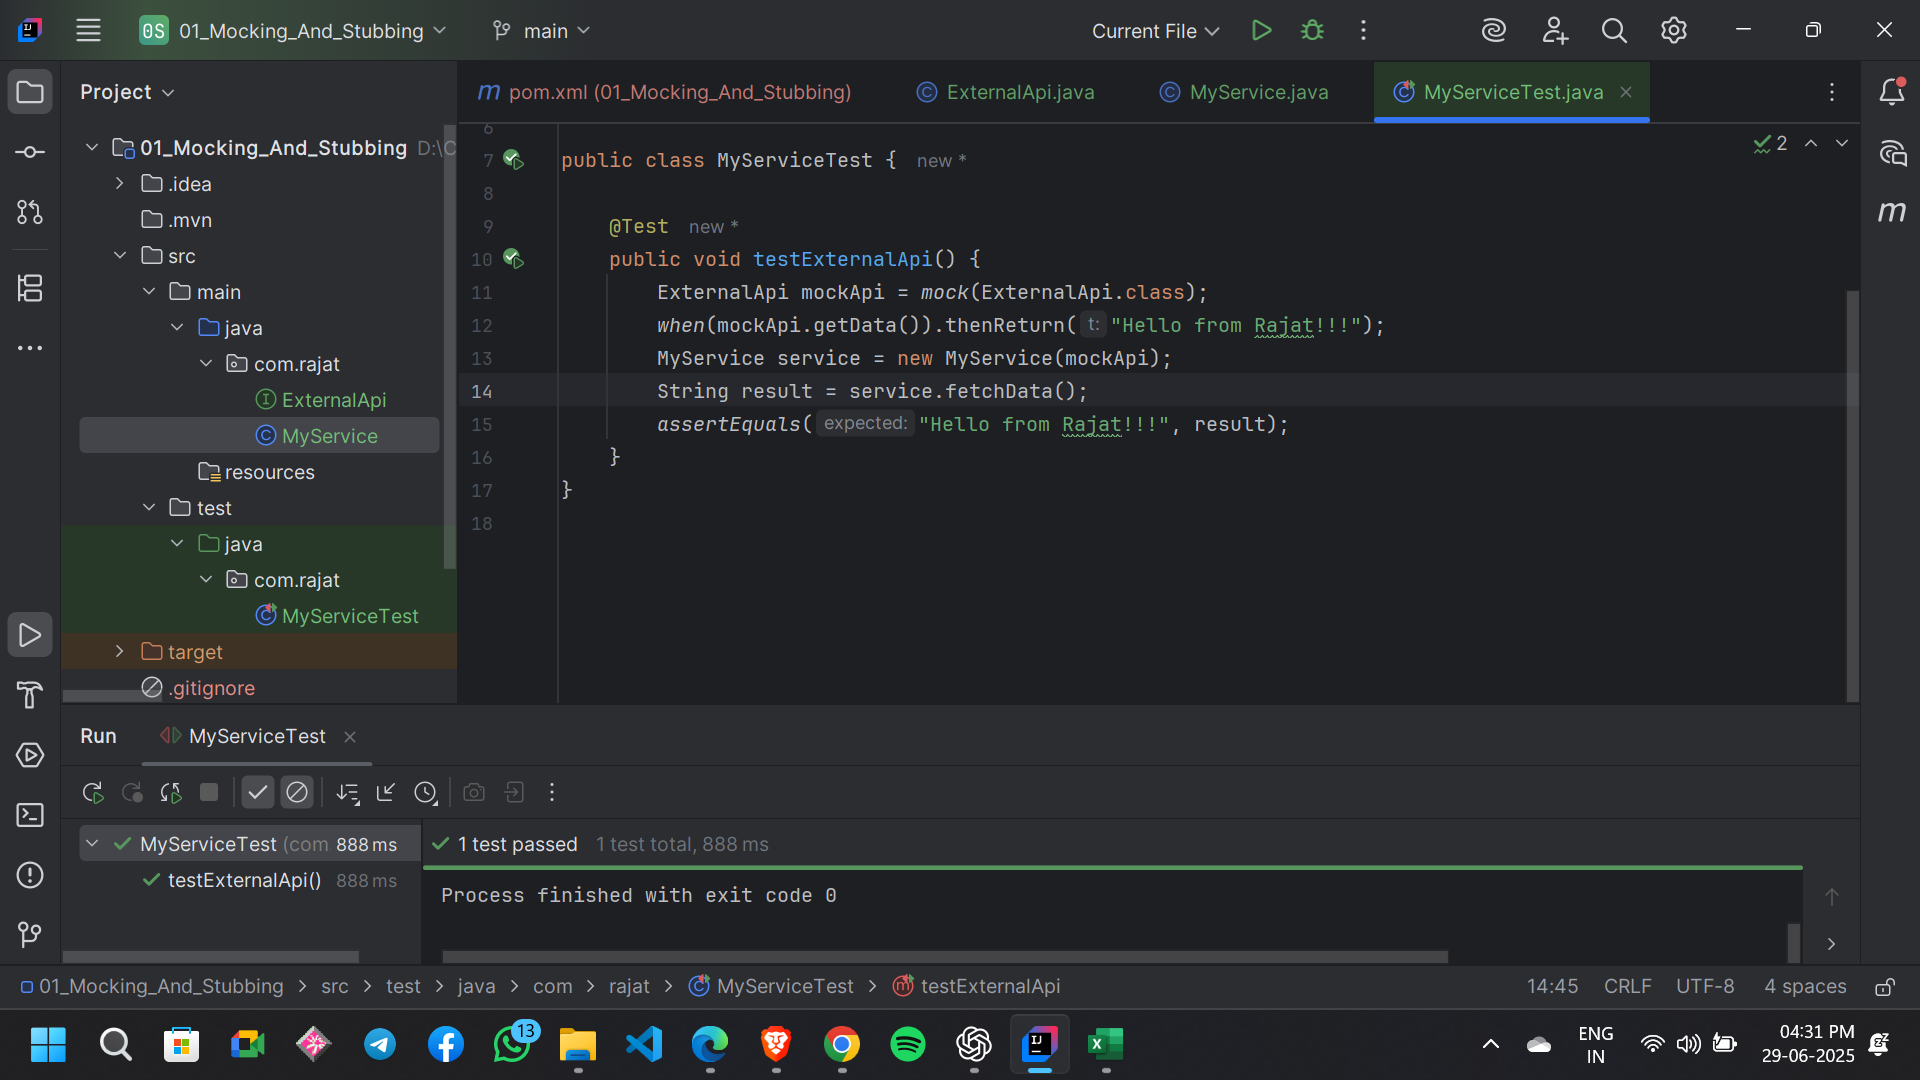 0S 01_Mocking_And_Stubbing main Current File
Project
m pom.xml (01_Mocking_And_Stubbing) ExternalApi.java MyService.java MyServiceTest.java
01_Mocking_And_Stubbing D:\C
.idea
.mvn
src
main
java
com.rajat
ExternalApi
MyService
resources
test
java
com.rajat
MyServiceTest
target
.gitignore
6
7 public class MyServiceTest { new *
8
9 @Test new *
10 public void testExternalApi() {
11 ExternalApi mockApi = mock(ExternalApi.class);
12 when(mockApi.getData()).thenReturn( t: "Hello from Rajat!!!");
13 MyService service = new MyService(mockApi);
14 String result = service.fetchData();
15 assertEquals( expected: "Hello from Rajat!!!", result);
16 }
17 }
18
2
m
Run MyServiceTest
MyServiceTest (com 888 ms
testExternalApi() 888 ms
1 test passed 1 test total, 888 ms
Process finished with exit code 0
01_Mocking_And_Stubbing > src > test > java > com > rajat > MyServiceTest > testExternalApi 14:45 CRLF UTF-8 4 spaces
13
ENG
IN
04:31 PM
29-06-2025